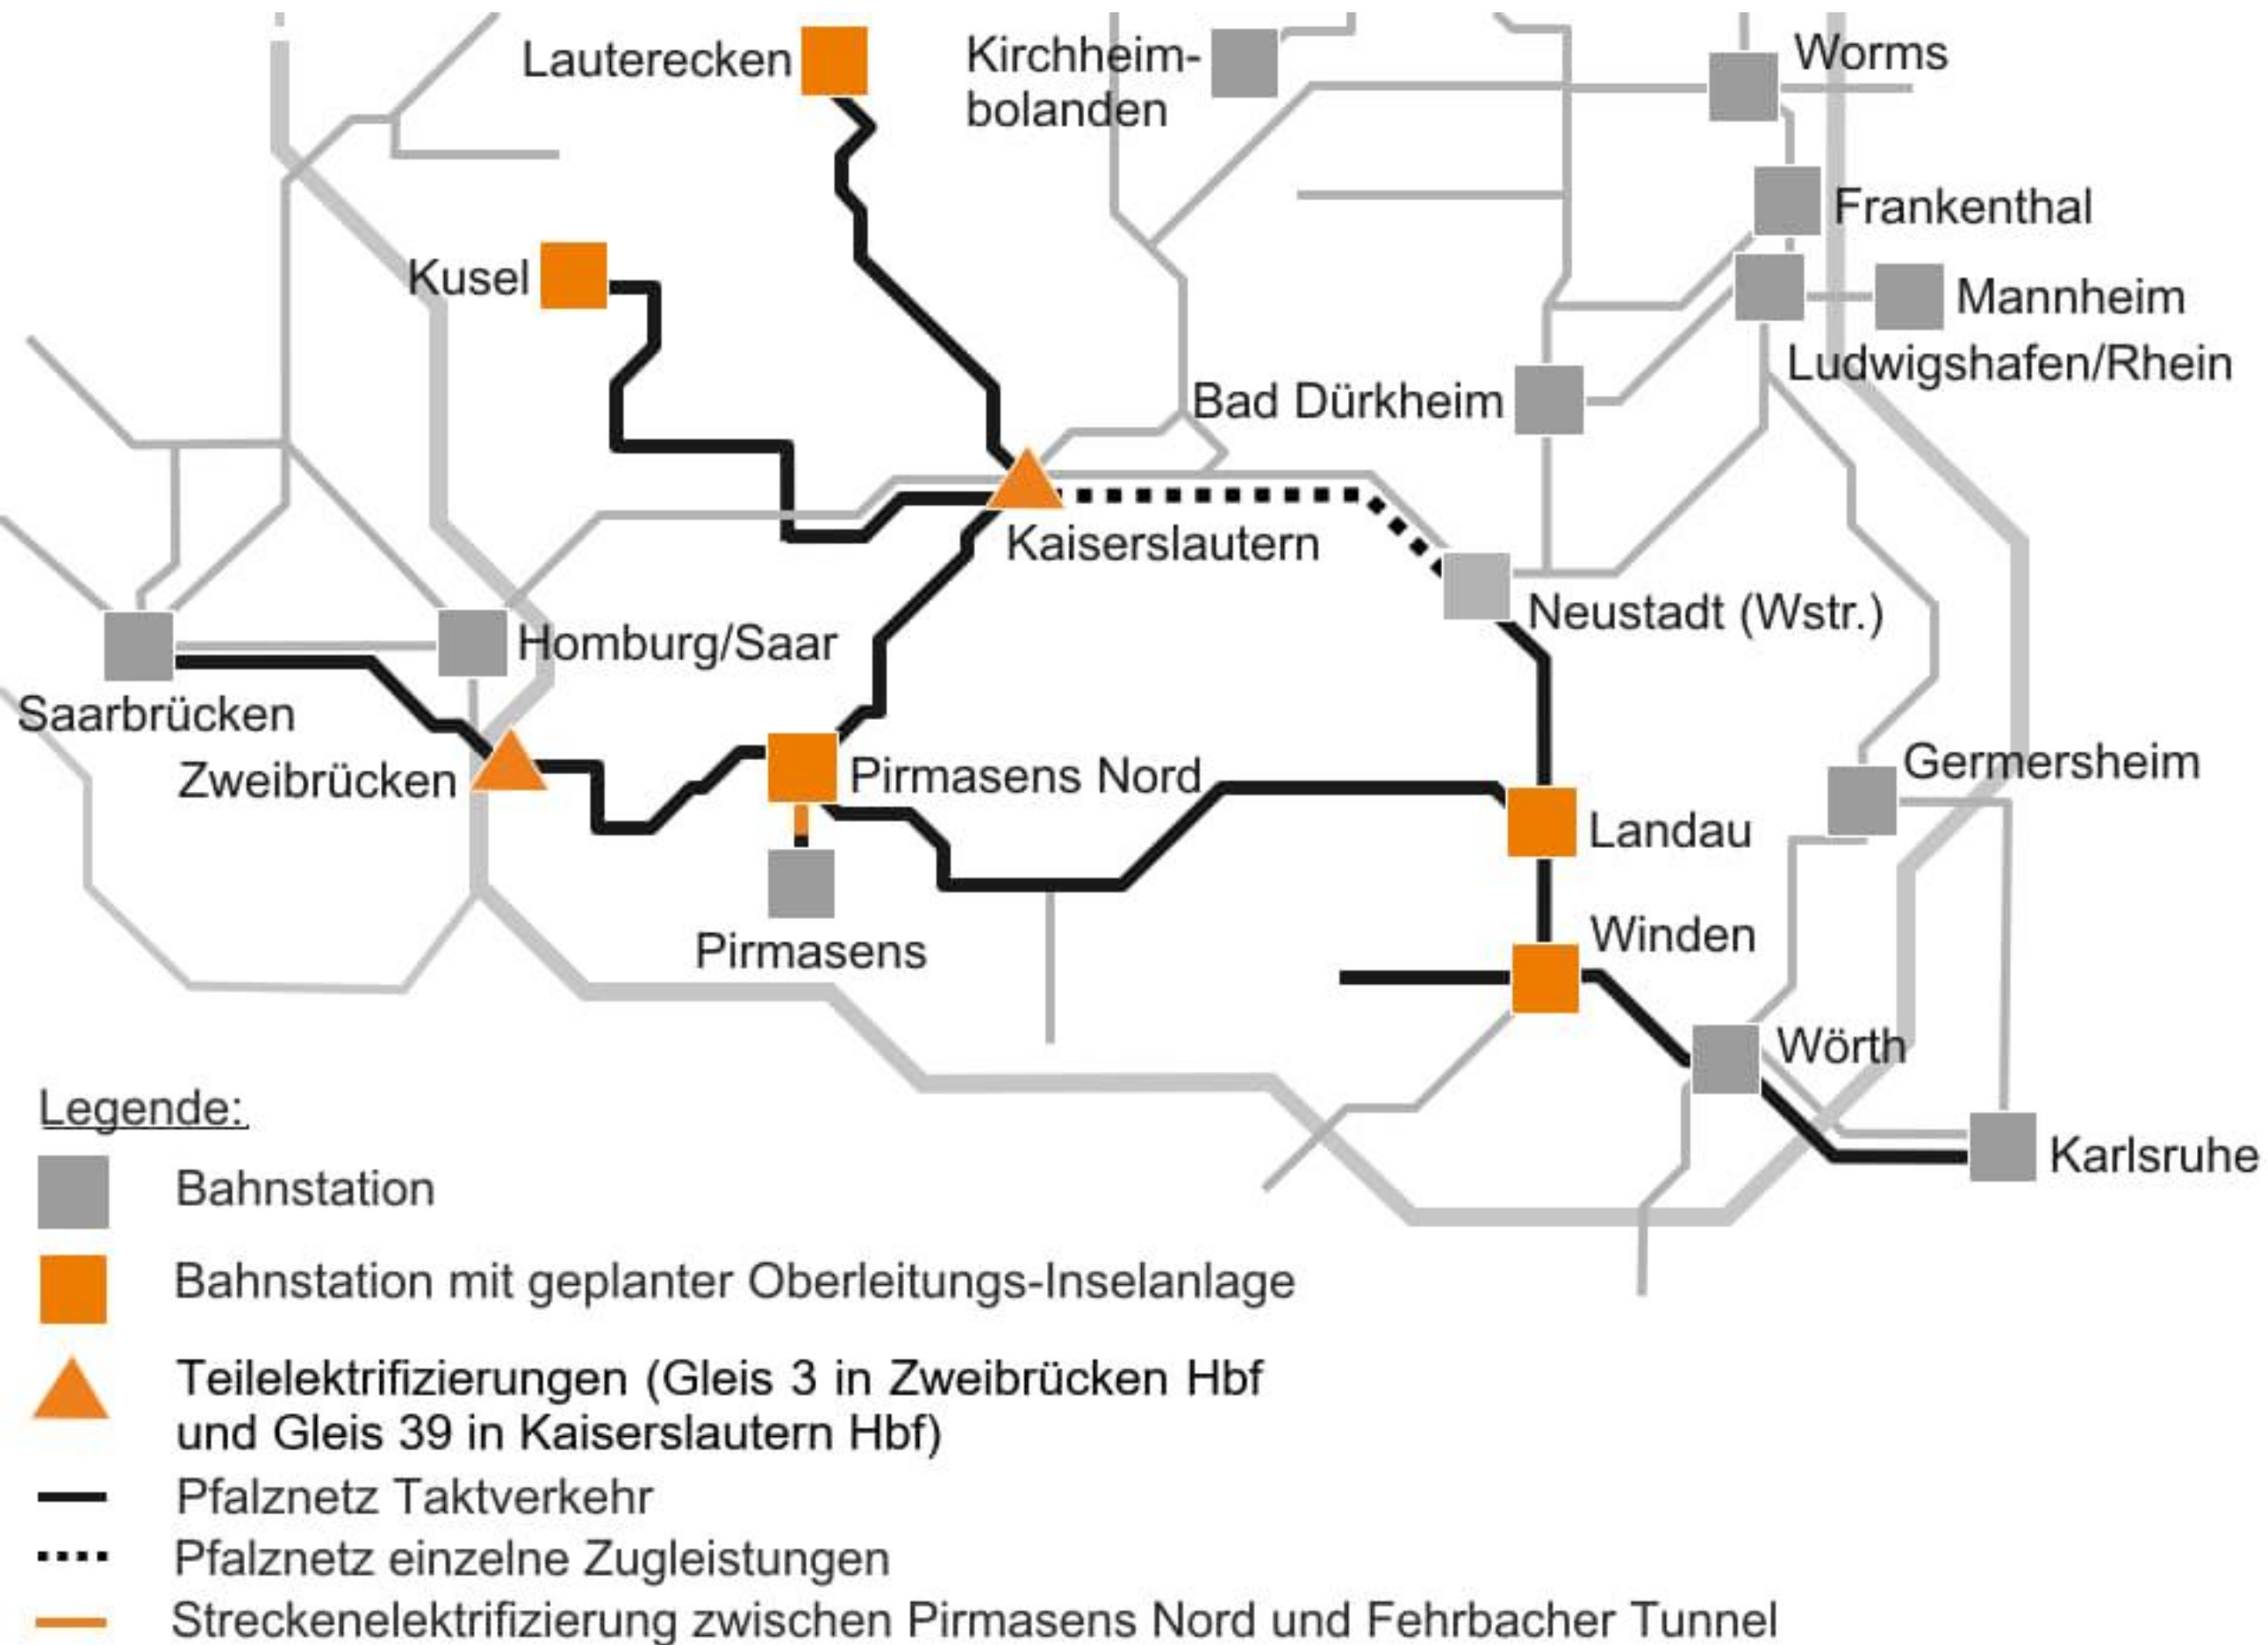 Lauterecken
Kirchheim-
bolanden
Worms
Frankenthal
Kusel
Mannheim
Ludwigshafen/Rhein
Bad Dürkheim
Kaiserslautern
Neustadt (Wstr.)
Homburg/Saar
Saarbrücken
Zweibrücken
Pirmasens Nord
Germersheim
Landau
Pirmasens
Winden
Wörth
Karlsruhe
Legende:
Bahnstation
Bahnstation mit geplanter Oberleitungs-Inselanlage
Teilelektrifizierungen (Gleis 3 in Zweibrücken Hbf
und Gleis 39 in Kaiserslautern Hbf)
Pfalznetz Taktverkehr
Pfalznetz einzelne Zugleistungen
Streckenelektrifizierung zwischen Pirmasens Nord und Fehrbacher Tunnel